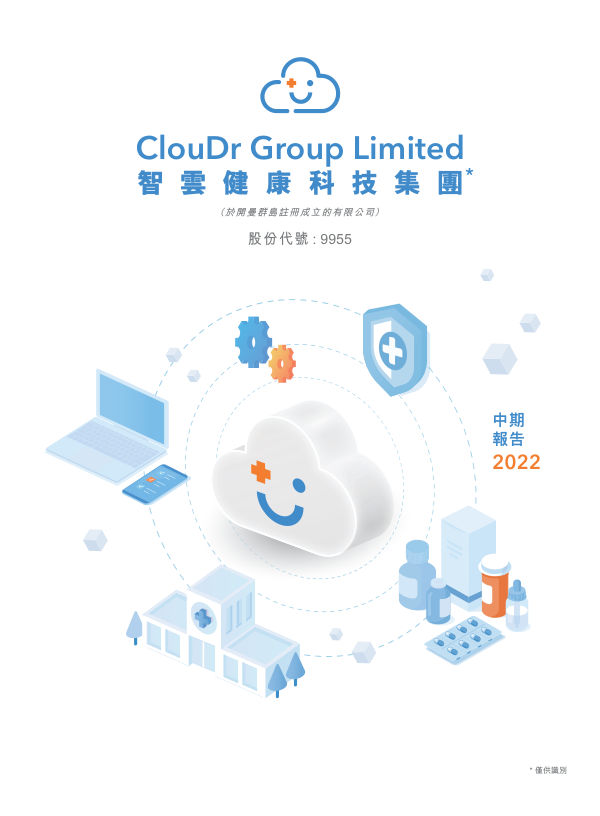 ClouDr Group Limited
智雲健康科技集團*
（於開曼群島註冊成立的有限公司）
股份代號 : 9955
中期
報告
2022
* 僅供識別